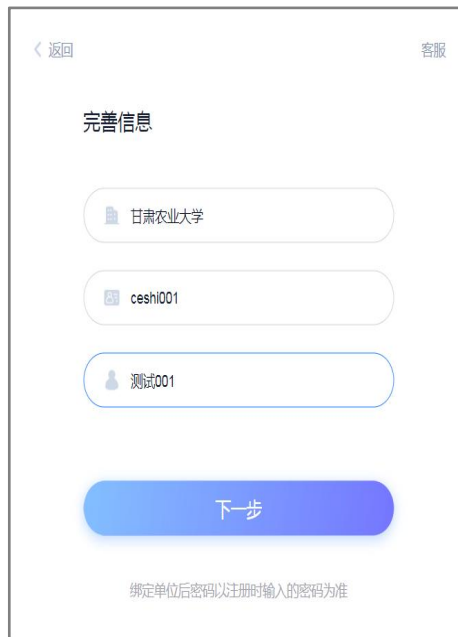 返回
客服
完善信息
甘肃农业大学
ceshi001
测试001
下一步
绑定单位后密码以注册时输入的密码为准